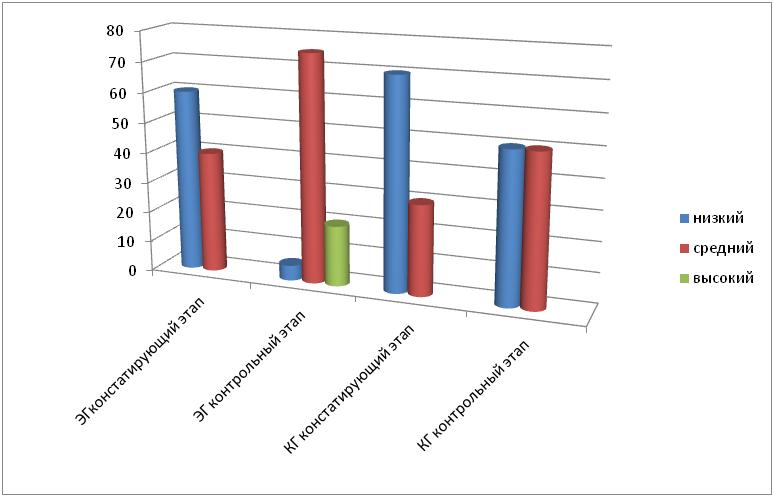 80
70
60
50
40
30
20
10
0
ЭГконстатирующий этап
ЭГ контрольный этап
КГ констатирующий этап
КГ контрольный этап
низкий
средний
высокий